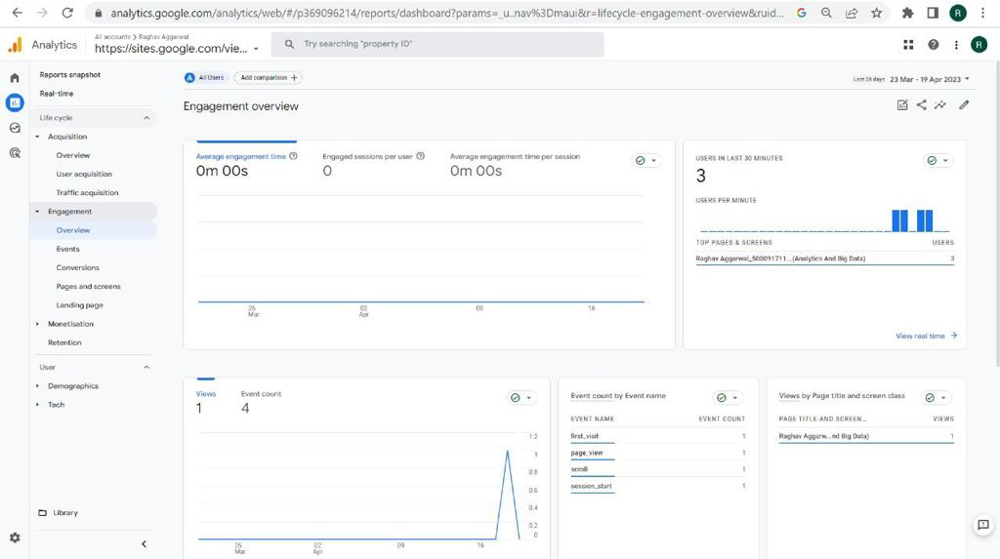 analytics.google.com/analytics/web/#/p369096214/reports/dashboard?params=_u..nav%3Dmaui&r=lifecycle-engagement-overview&ruid...
R
Analytics
All accounts > Raghav Aggarwal
https://sites.google.com/vie...
Try searching "property ID"
R
Reports snapshot
Real-time
Life cycle
Acquisition
Overview
User acquisition
Traffic acquisition
Engagement
Overview
Events
Conversions
Pages and screens
Landing page
Monetisation
Retention
User
Demographics
Tech
Library
A All Users
Add comparison +
Last 28 days 23 Mar - 19 Apr 2023
Engagement overview
Average engagement time
0m 00s
Engaged sessions per user
0
Average engagement time per session
0m 00s
26 Mar
02 Apr
09
16
USERS IN LAST 30 MINUTES
3
USERS PER MINUTE
TOP PAGES & SCREENS USERS
Raghav Aggarwal_500091711...(Analytics And Big Data) 3
View real time
Views
1
Event count
4
1.2
1
0.8
0.6
0.4
0.2
0
26 Mar
02 Apr
09
16
Event count by Event name
EVENT NAME EVENT COUNT
first_visit 1
page_view 1
scroll 1
session_start 1
Views by Page title and screen class
PAGE TITLE AND SCREEN... VIEWS
Raghav Aggarw...nd Big Data) 1